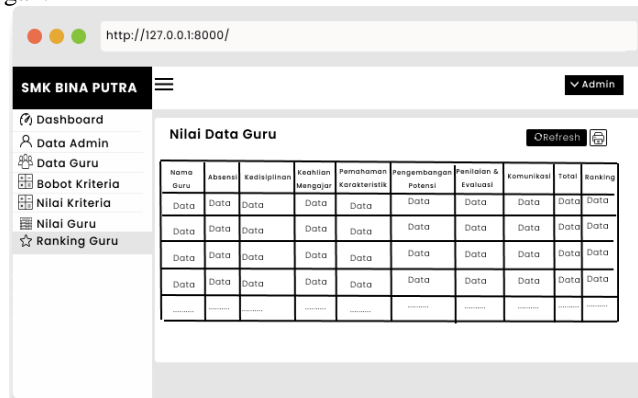 http://127.0.0.1:8000/
SMK BINA PUTRA
Admin
Dashboard
Data Admin
Data Guru
Bobot Kriteria
Nilai Kriteria
Nilai Guru
Ranking Guru
Nilai Data Guru
Refresh
Nama Guru Absensi Kedisiplinan Keahlian Mengajar Pemahaman Karakteristik Pengembangan Potensi Penilaian & Evaluasi Komunikasi Total Ranking
Data Data Data Data Data Data Data Data Data Data
Data Data Data Data Data Data Data Data Data Data
Data Data Data Data Data Data Data Data Data Data
Data Data Data Data Data Data Data Data Data Data
.......... .......... .......... .......... .......... .......... .......... .......... .......... ..........